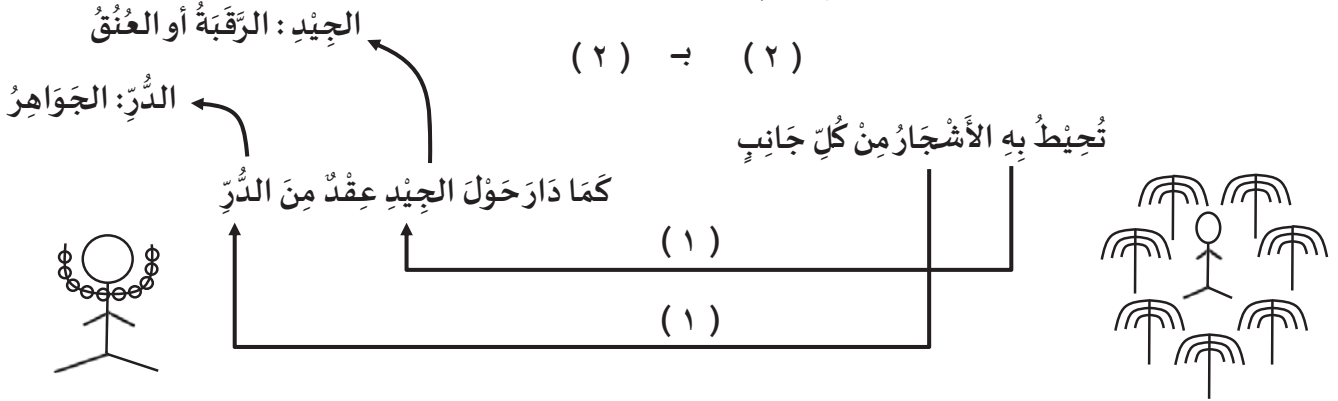 الجِيْدِ : الرَّقَبَةُ أو العُنُقُ
( ٢ ) بـ ( ٢ )
الدُّرِّ: الجَوَاهِرُ
تُحِيْطُ بِهِ الأَشْجَارُ مِنْ كُلِّ جَانِبٍ
كَمَا دَارَ حَوْلَ الجِيْدِ عِقْدٌ مِنَ الدُّرِّ
( ١ )
( ١ )